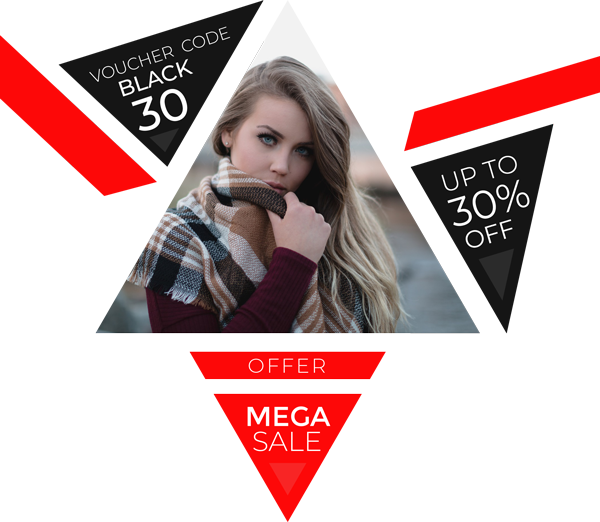 VOUCHER CODE
BLACK
30
UP TO
30%
OFF
OFFER
MEGA
SALE